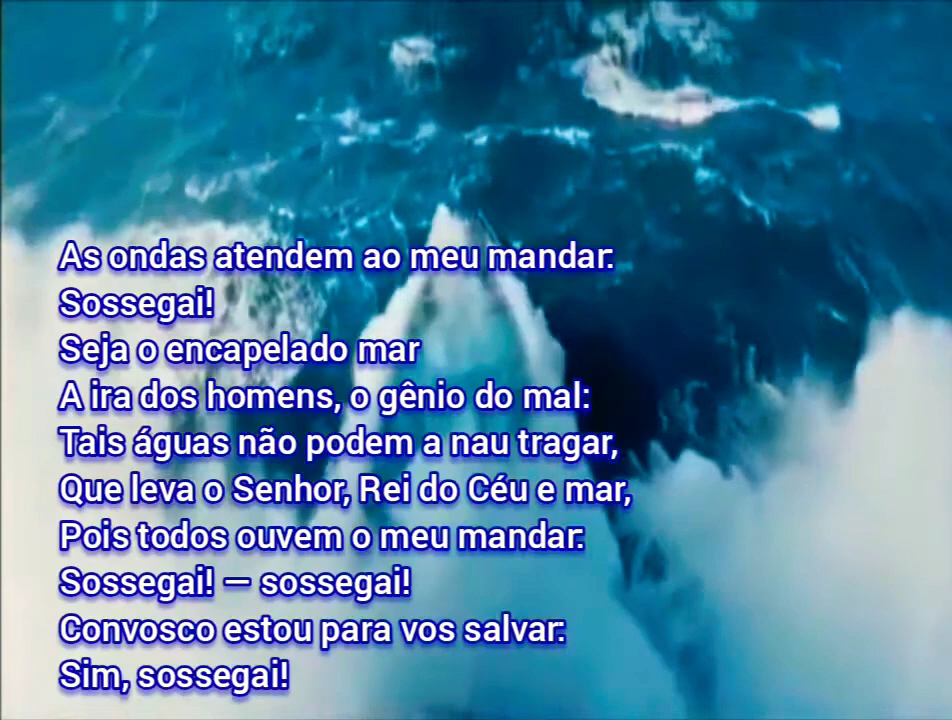 As ondas atendem ao meu mandar:
Sossegai!
Seja o encapelado mar
A ira dos homens, o gênio do mal:
Tais águas não podem a nau tragar,
Que leva o Senhor, Rei do Céu e mar,
Pois todos ouvem o meu mandar:
Sossegai! — sossegai!
Convosco estou para vos salvar:
Sim, sossegai!